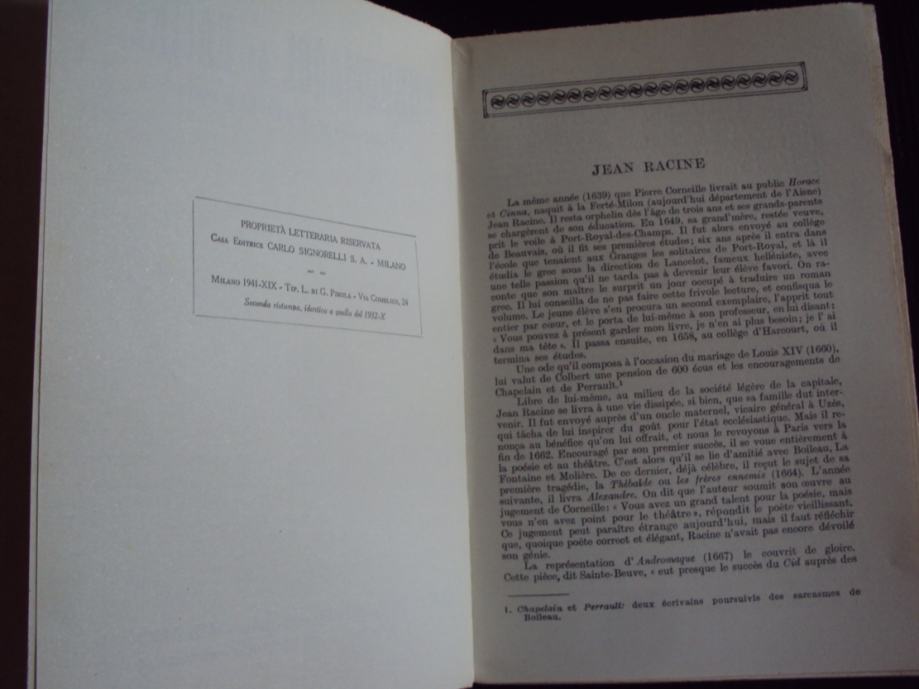 PROPRIETÀ LETTERARIA RISERVATA
CASA EDITRICE CARLO SIGNORELLI S. A. - MILANO
MILANO 1941-XIX - TIP. L. DI G. PIROLA - VIA COMELICO, 24
Seconda ristampa, identica a quella del 1932-X
JEAN RACINE
La même année (1639) que Pierre Corneille livrait au public Horace
et Cinna, naquit à la Ferté-Milon (aujourd'hui département de l'Aisne)
Jean Racine. Il resta orphelin dès l'âge de trois ans et ses grands-parents
se chargèrent de son éducation. En 1649, sa grand'mère, restée veuve,
prit le voile à Port-Royal-des-Champs. Il fut alors envoyé au collège
de Beauvais, où il fit ses premières études; six ans après il entra dans
l'école que tenaient aux Granges les solitaires de Port-Royal, et là il
étudia le grec sous la direction de Lancelot, fameux helléniste, avec
une telle passion qu'il ne tarda pas à devenir leur élève favori. On ra-
conte que son maître le surprit un jour occupé à traduire un roman
grec. Il lui conseilla de ne pas faire cette frivole lecture, et confisqua le
volume. Le jeune élève s'en procura un second exemplaire, l'apprit tout
entier par cœur, et le porta de lui-même à son professeur, en lui disant:
« Vous pouvez à présent garder mon livre, je n'en ai plus besoin; je l' ai
dans ma tête ». Il passa ensuite, en 1658, au collège d'Harcourt, où il
termina ses études.
Une ode qu'il composa à l'occasion du mariage de Louis XIV (1660),
lui valut de Colbert une pension de 600 écus et les encouragements de
Chapelain et de Perrault.1
Libre de lui-même, au milieu de la société légère de la capitale,
Jean Racine se livra à une vie dissipée, si bien, que sa famille dut inter-
venir. Il fut envoyé auprès d'un oncle maternel, vicaire général à Uzés,
qui tâcha de lui inspirer du goût pour l'état ecclésiastique. Mais il re-
nonça au bénéfice qu'on lui offrait, et nous le revoyons à Paris vers la
fin de 1662. Encouragé par son premier succès, il se voue entièrement à
la poésie et au théâtre. C'est alors qu'il se lie d'amitié avec Boileau, La
Fontaine et Molière. De ce dernier, déjà célèbre, il reçut le sujet de sa
première tragédie, la Thébaïde ou les frères ennemis (1664). L'année
suivante, il livra Alexandre. On dit que l'auteur soumit son œuvre au
jugement de Corneille: « Vous avez un grand talent pour la poésie, mais
vous n'en avez point pour le théâtre », répondit le poète vieillissant.
Ce jugement peut paraître étrange aujourd'hui, mais il faut réfléchir
que, quoique poète correct et élégant, Racine n'avait pas encore dévoilé
son génie.
La représentation d' Andromaque (1667) le couvrit de gloire.
Cette pièce, dit Sainte-Beuve, « eut presque le succès du Cid auprès des
1. Chapelain et Perrault: deux écrivains poursuivis des sarcasmes de
Boileau.